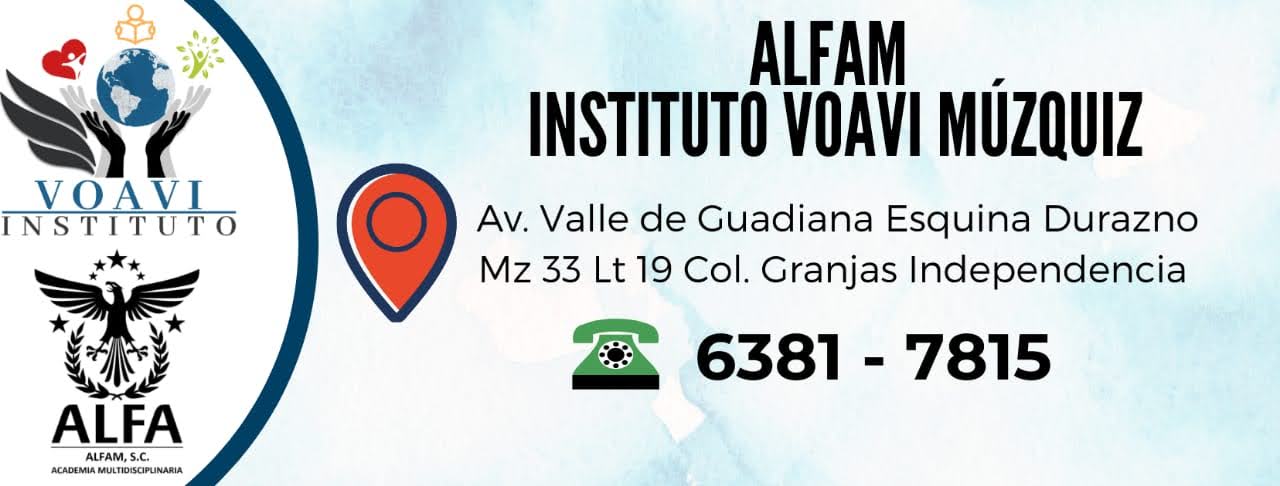 VOAVI
INSTITUTO
ALFA
ALFAM, S.C.
ACADEMIA MULTIDISCIPLINARIA
ALFAM
INSTITUTO VOAVI MÚZQUIZ
Av. Valle de Guadiana Esquina Durazno
Mz 33 Lt 19 Col. Granjas Independencia
6381 - 7815